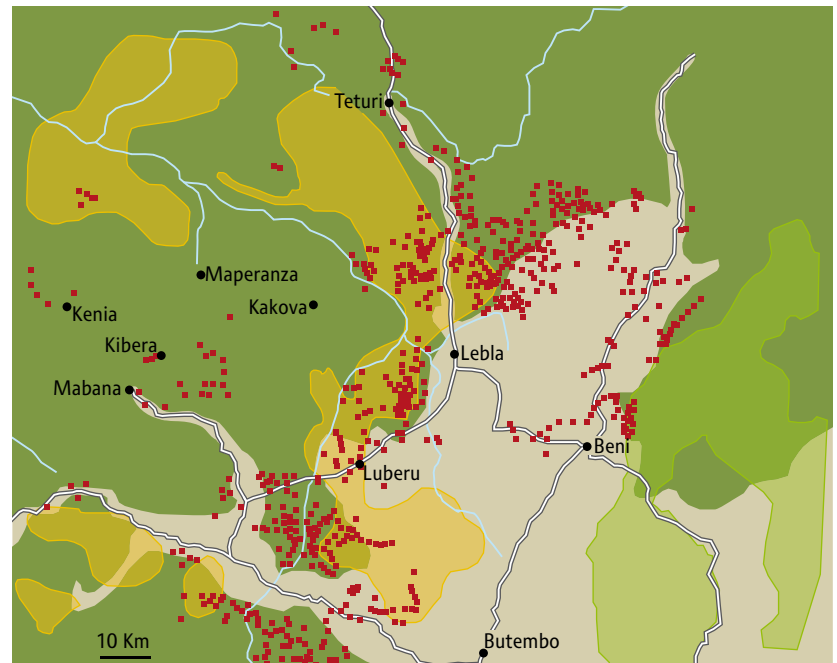 Teturi
Maperanza
Kenia
Kakova
Kibera
Lebla
Mabana
Beni
Luberu
10 Km
Butembo